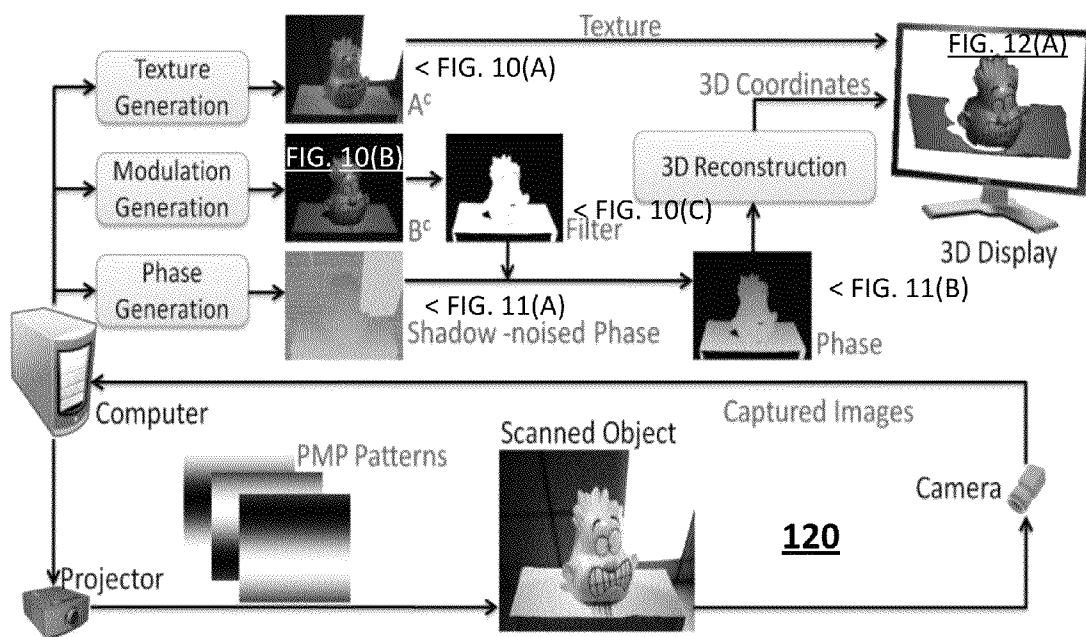 Texture
FIG. 12(A)
Texture
Generation
< FIG. 10(A)
Aᶜ
3D Coordinates
FIG. 10(B)
Modulation
Generation
3D Reconstruction
< FIG. 10(C)
Bᶜ
Filter
3D Display
Phase
Generation
< FIG. 11(A)
< FIG. 11(B)
Shadow -noised Phase
Phase
Computer
Captured Images
Scanned Object
PMP Patterns
Camera
120
Projector